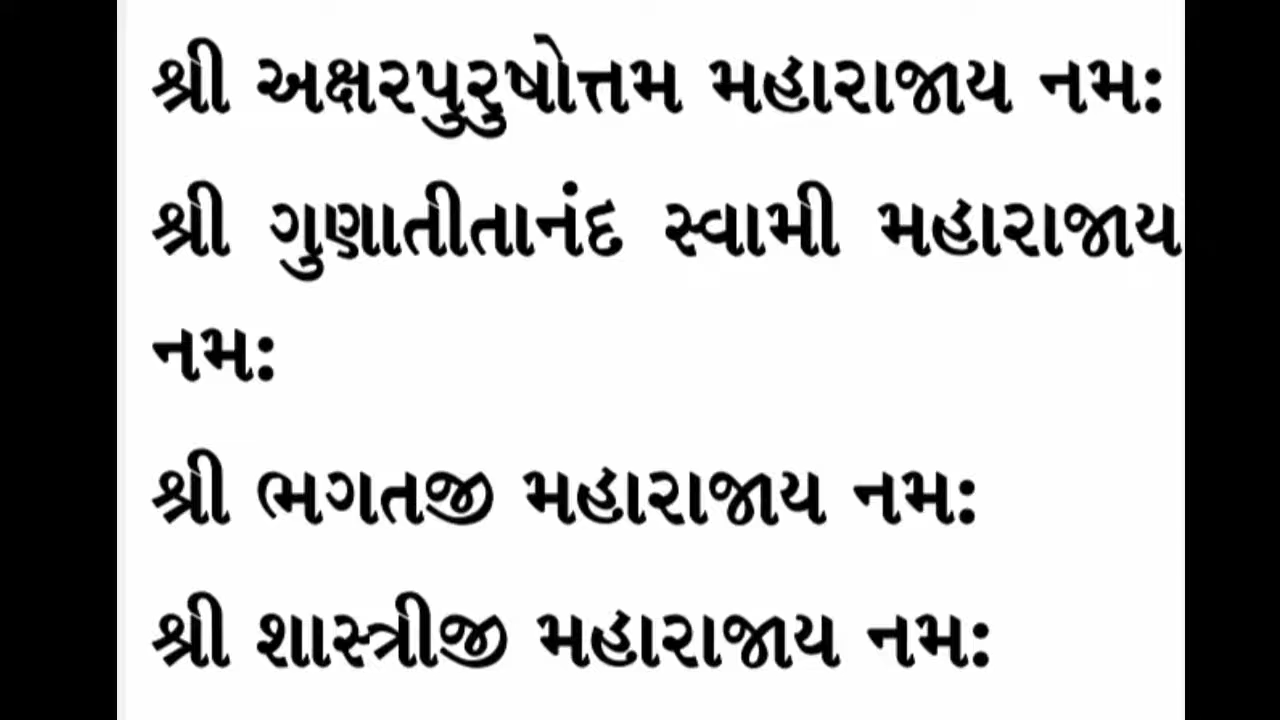 શ્રી અક્ષરપુરુષોત્તમ મહારાજાય નમઃ
શ્રી ગુણાતીતાનંદ સ્વામી મહારાજાય
નમઃ
શ્રી ભગતજી મહારાજાય નમઃ
શ્રી શાસ્ત્રીજી મહારાજાય નમઃ